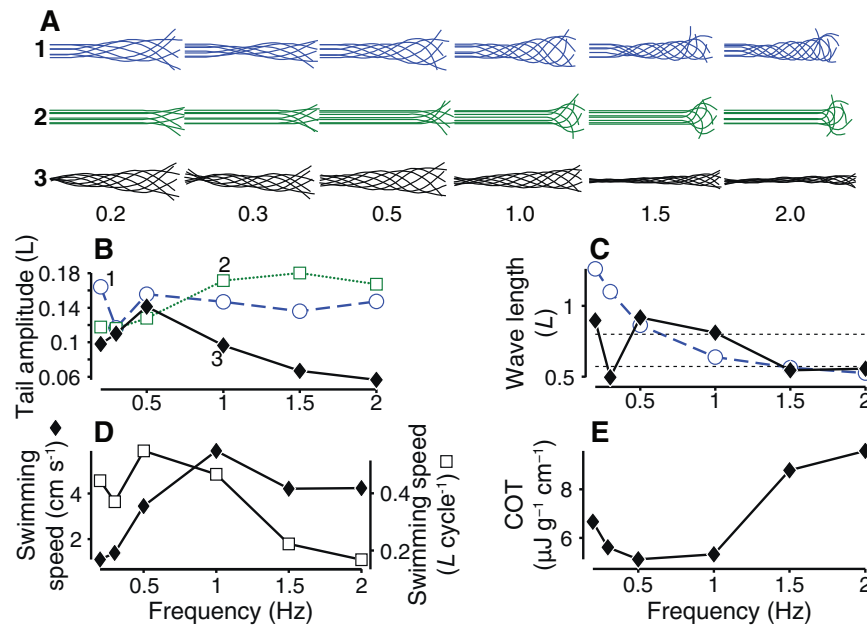 A
1
2
3
0.2 0.3 0.5 1.0 1.5 2.0
B
Tail amplitude (L)
0.18
0.14
0.1
0.06
1
2
3
0.5 1 1.5 2
C
Wave length
(L)
1
0.5
0.5 1 1.5 2
D
Swimming
speed (cm s⁻¹)
4
2
Swimming speed
(L cycle⁻¹)
0.4
0.2
0.5 1 1.5 2
Frequency (Hz)
E
COT
(μJ g⁻¹ cm⁻¹)
8
6
0.5 1 1.5 2
Frequency (Hz)